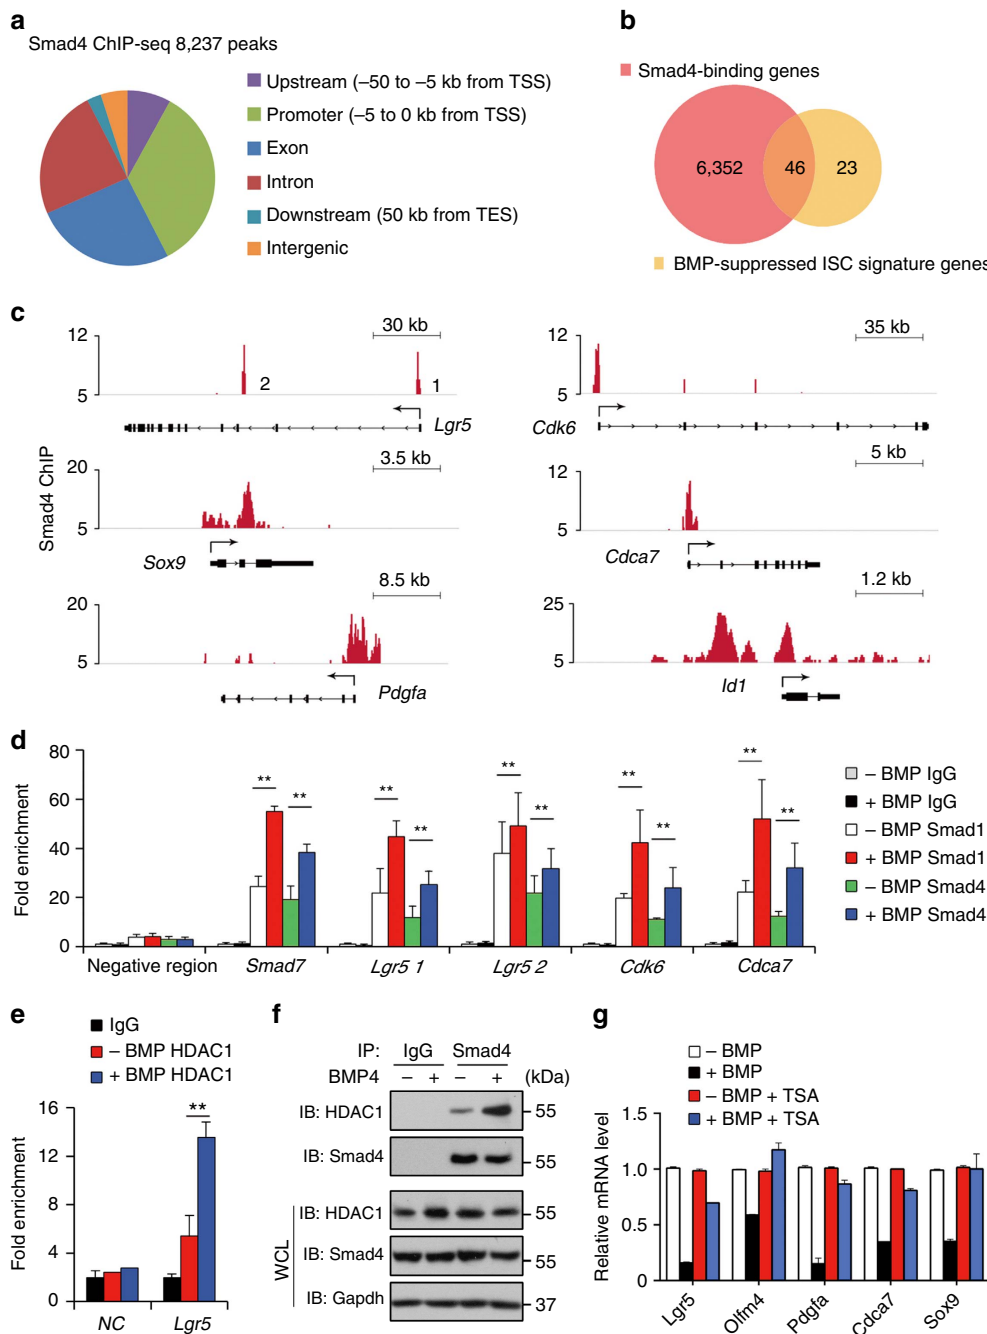 a
Smad4 ChIP-seq 8,237 peaks
Upstream (–50 to –5 kb from TSS)
Promoter (–5 to 0 kb from TSS)
Exon
Intron
Downstream (50 kb from TES)
Intergenic
b
Smad4-binding genes
6,352 46 23
BMP-suppressed ISC signature genes
c
Smad4 ChIP
12
5
30 kb
2
1
Lgr5
20
5
3.5 kb
Sox9
20
5
8.5 kb
Pdgfa
12
5
35 kb
Cdk6
12
5
5 kb
Cdca7
25
5
1.2 kb
Id1
d
Fold enrichment
80
60
40
20
0
** ** ** ** ** ** ** ** ** **
Negative region Smad7 Lgr5 1 Lgr5 2 Cdk6 Cdca7
– BMP IgG
+ BMP IgG
– BMP Smad1
+ BMP Smad1
– BMP Smad4
+ BMP Smad4
e
IgG
– BMP HDAC1
+ BMP HDAC1
Fold enrichment
16
12
8
4
0
**
NC Lgr5
f
IP: IgG Smad4
BMP4 – + – + (kDa)
IB: HDAC1 55
IB: Smad4 55
WCL
IB: HDAC1 55
IB: Smad4 55
IB: Gapdh 37
g
– BMP
+ BMP
– BMP + TSA
+ BMP + TSA
Relative mRNA level
1.5
1.0
0.5
0
Lgr5 Olfm4 Pdgfa Cdca7 Sox9